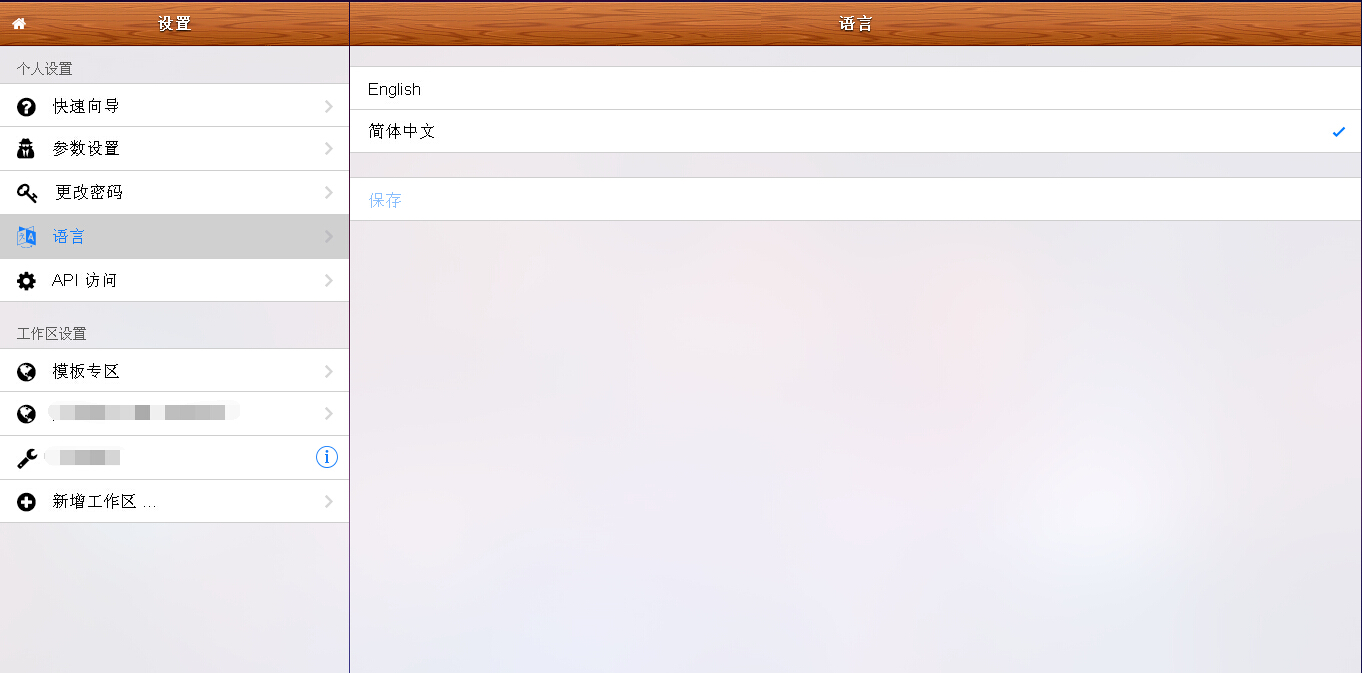 设置
个人设置
快速向导
参数设置
更改密码
语言
API 访问
工作区设置
模板专区
新增工作区 ...
语言
English
简体中文
保存